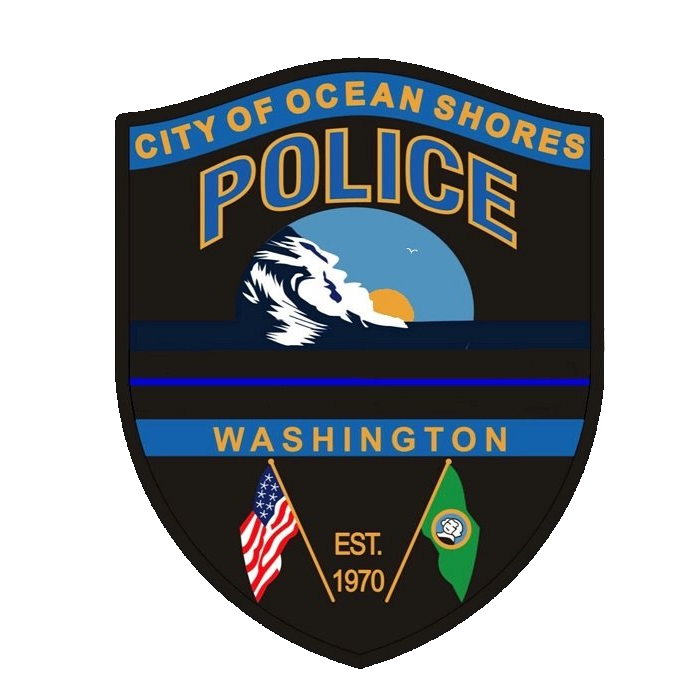 CITY OF OCEAN SHORES
POLICE
WASHINGTON
EST.
1970